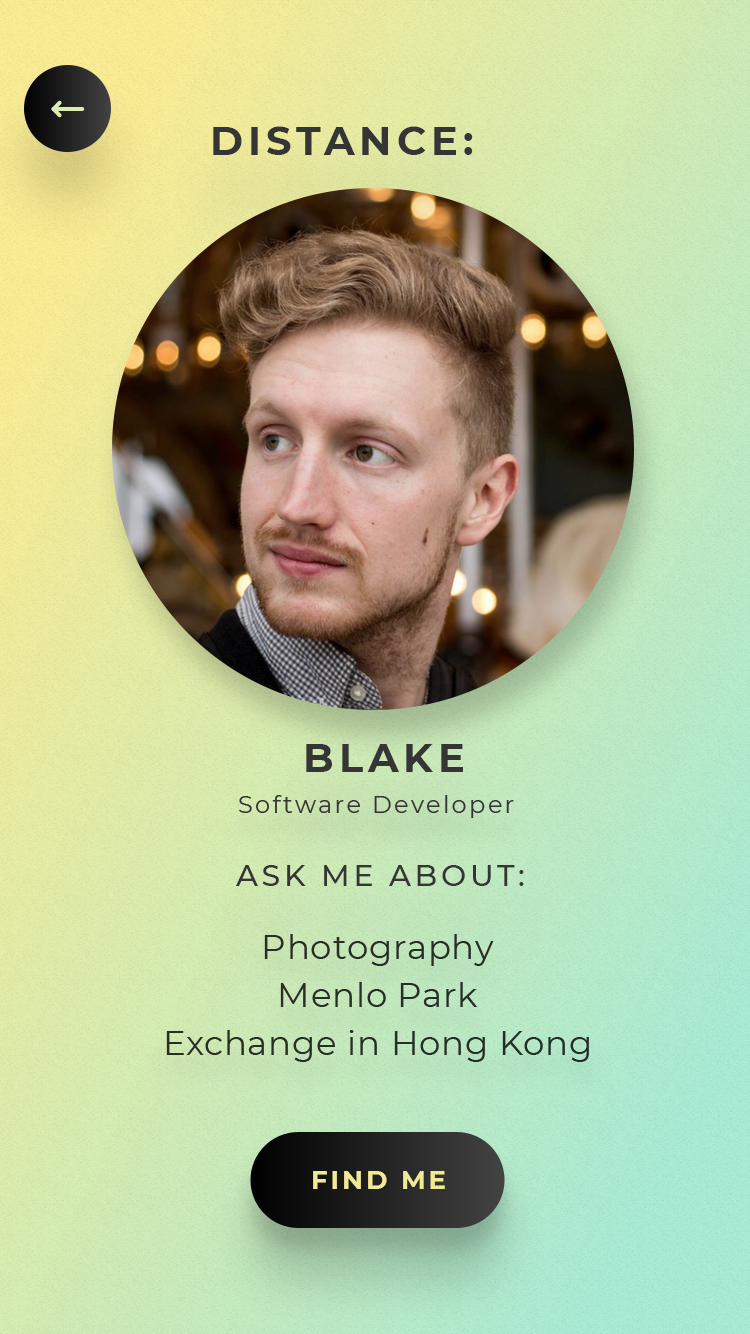 DISTANCE:
BLAKE
Software Developer
ASK ME ABOUT:
Photography
Menlo Park
Exchange in Hong Kong
FIND ME